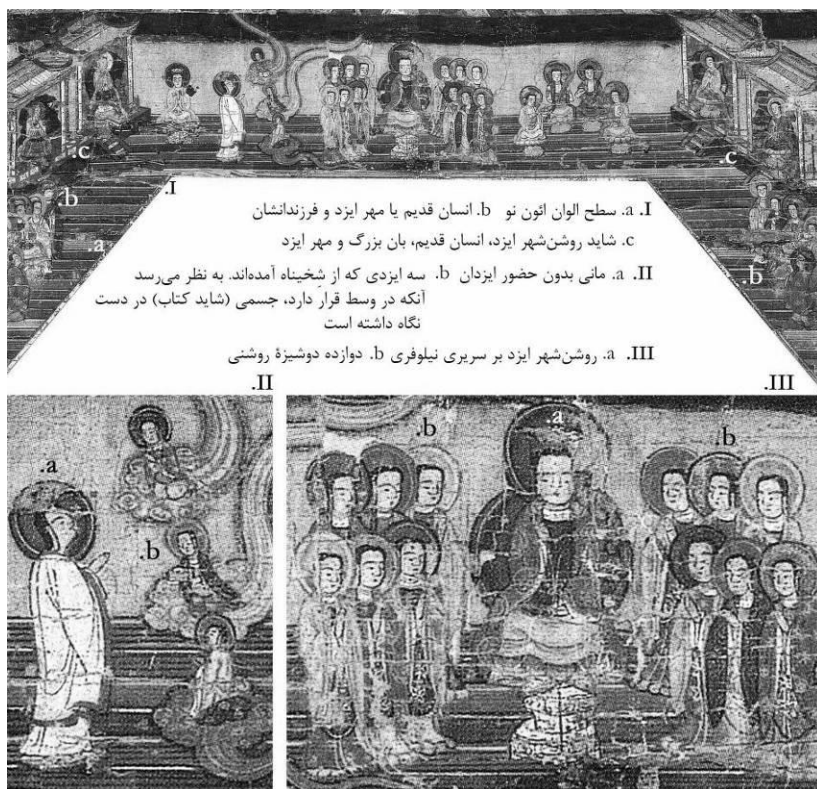 .c
.c
.b
.I
.a
.b
I. a. سطح الوان ائون نو b. انسان قدیم یا مهر ایزد و فرزندانشان
c. شاید روشن‌شهر ایزد، انسان قدیم، بان بزرگ و مهر ایزد
II. a. مانی بدون حضور ایزدان b. سه ایزدی که از شِخیناه آمده‌اند. به نظر می‌رسد
آنکه در وسط قرار دارد، جسمی (شاید کتاب) در دست
نگاه داشته است
III. a. روشن‌شهر ایزد بر سریری نیلوفری b. دوازده دوشیزهٔ روشنی
.II
.III
.a
.b
.b
.a
.b